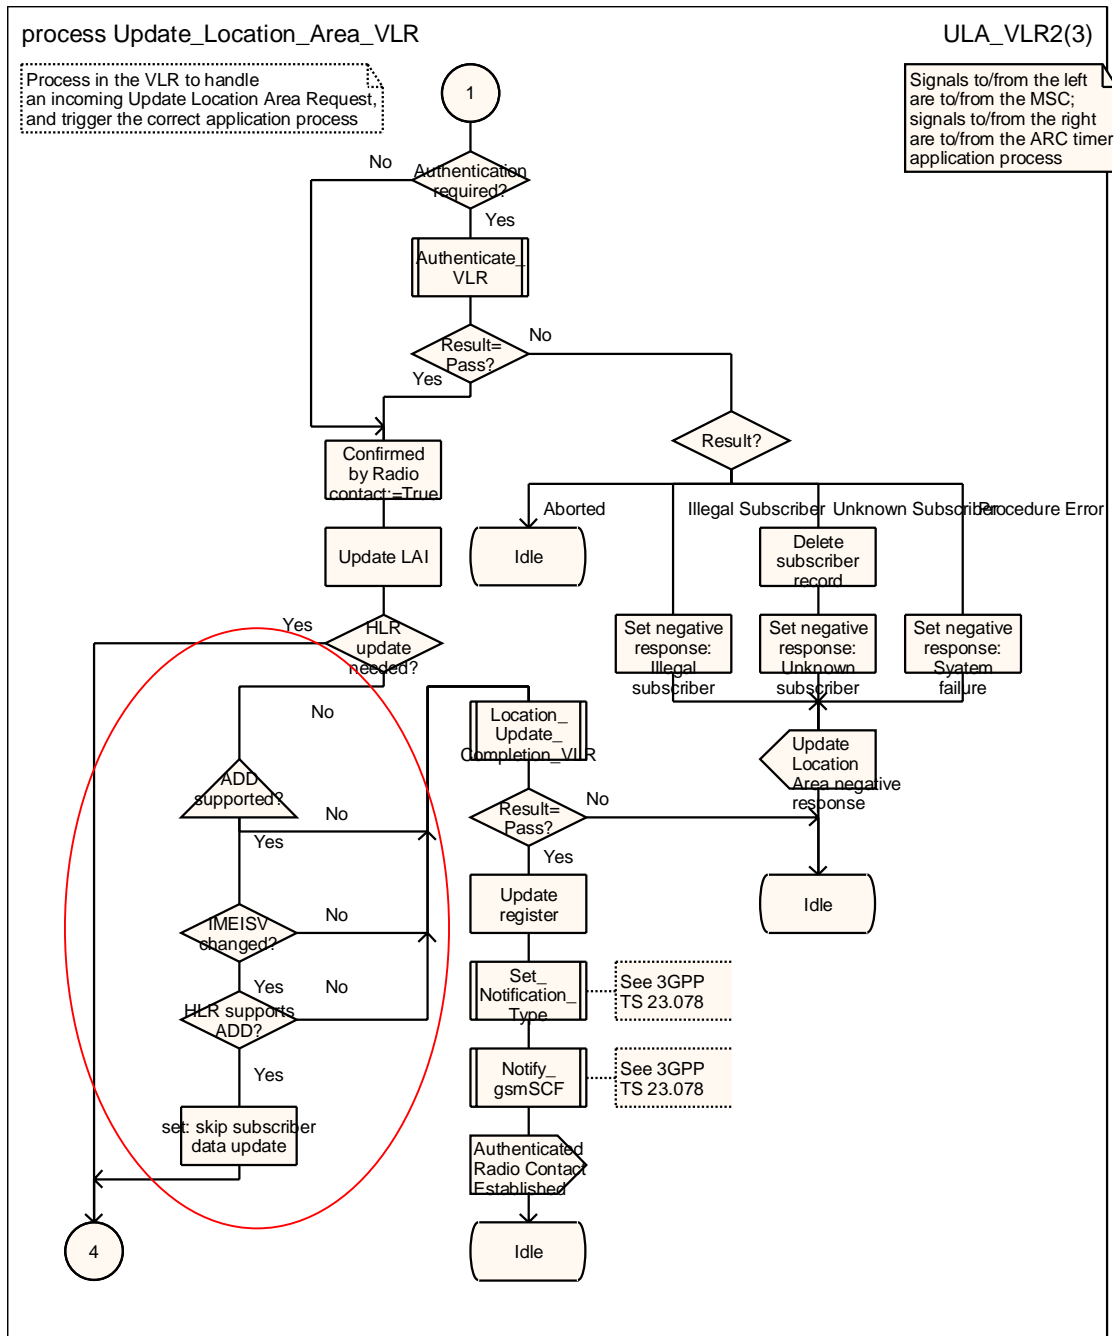 process Update_Location_Area_VLR
ULA_VLR2(3)
Process in the VLR to handle
an incoming Update Location Area Request,
and trigger the correct application process
Signals to/from the left
are to/from the MSC;
signals to/from the right
are to/from the ARC timer
application process
1
No
Authentication
required?
Yes
Authenticate_
VLR
Result=
Pass?
No
Yes
Result?
Confirmed
by Radio
contact:=True
Aborted
Illegal Subscriber
Unknown Subscriber
Procedure Error
Update LAI
Idle
Delete
subscriber
record
Yes
HLR
update
needed?
No
Set negative
response:
Illegal
subscriber
Set negative
response:
Unknown
subscriber
Set negative
response:
Syatem
failure
Location_
Update_
Completion_VLR
Update
Location
Area negative
response
ADD
supported?
No
Yes
Result=
Pass?
No
Yes
Update
register
Idle
IMEISV
changed?
No
Yes
Set_
Notification_
Type
See 3GPP
TS 23.078
HLR supports
ADD?
No
Yes
Notify_
gsmSCF
See 3GPP
TS 23.078
set: skip subscriber
data update
Authenticated
Radio Contact
Established
4
Idle